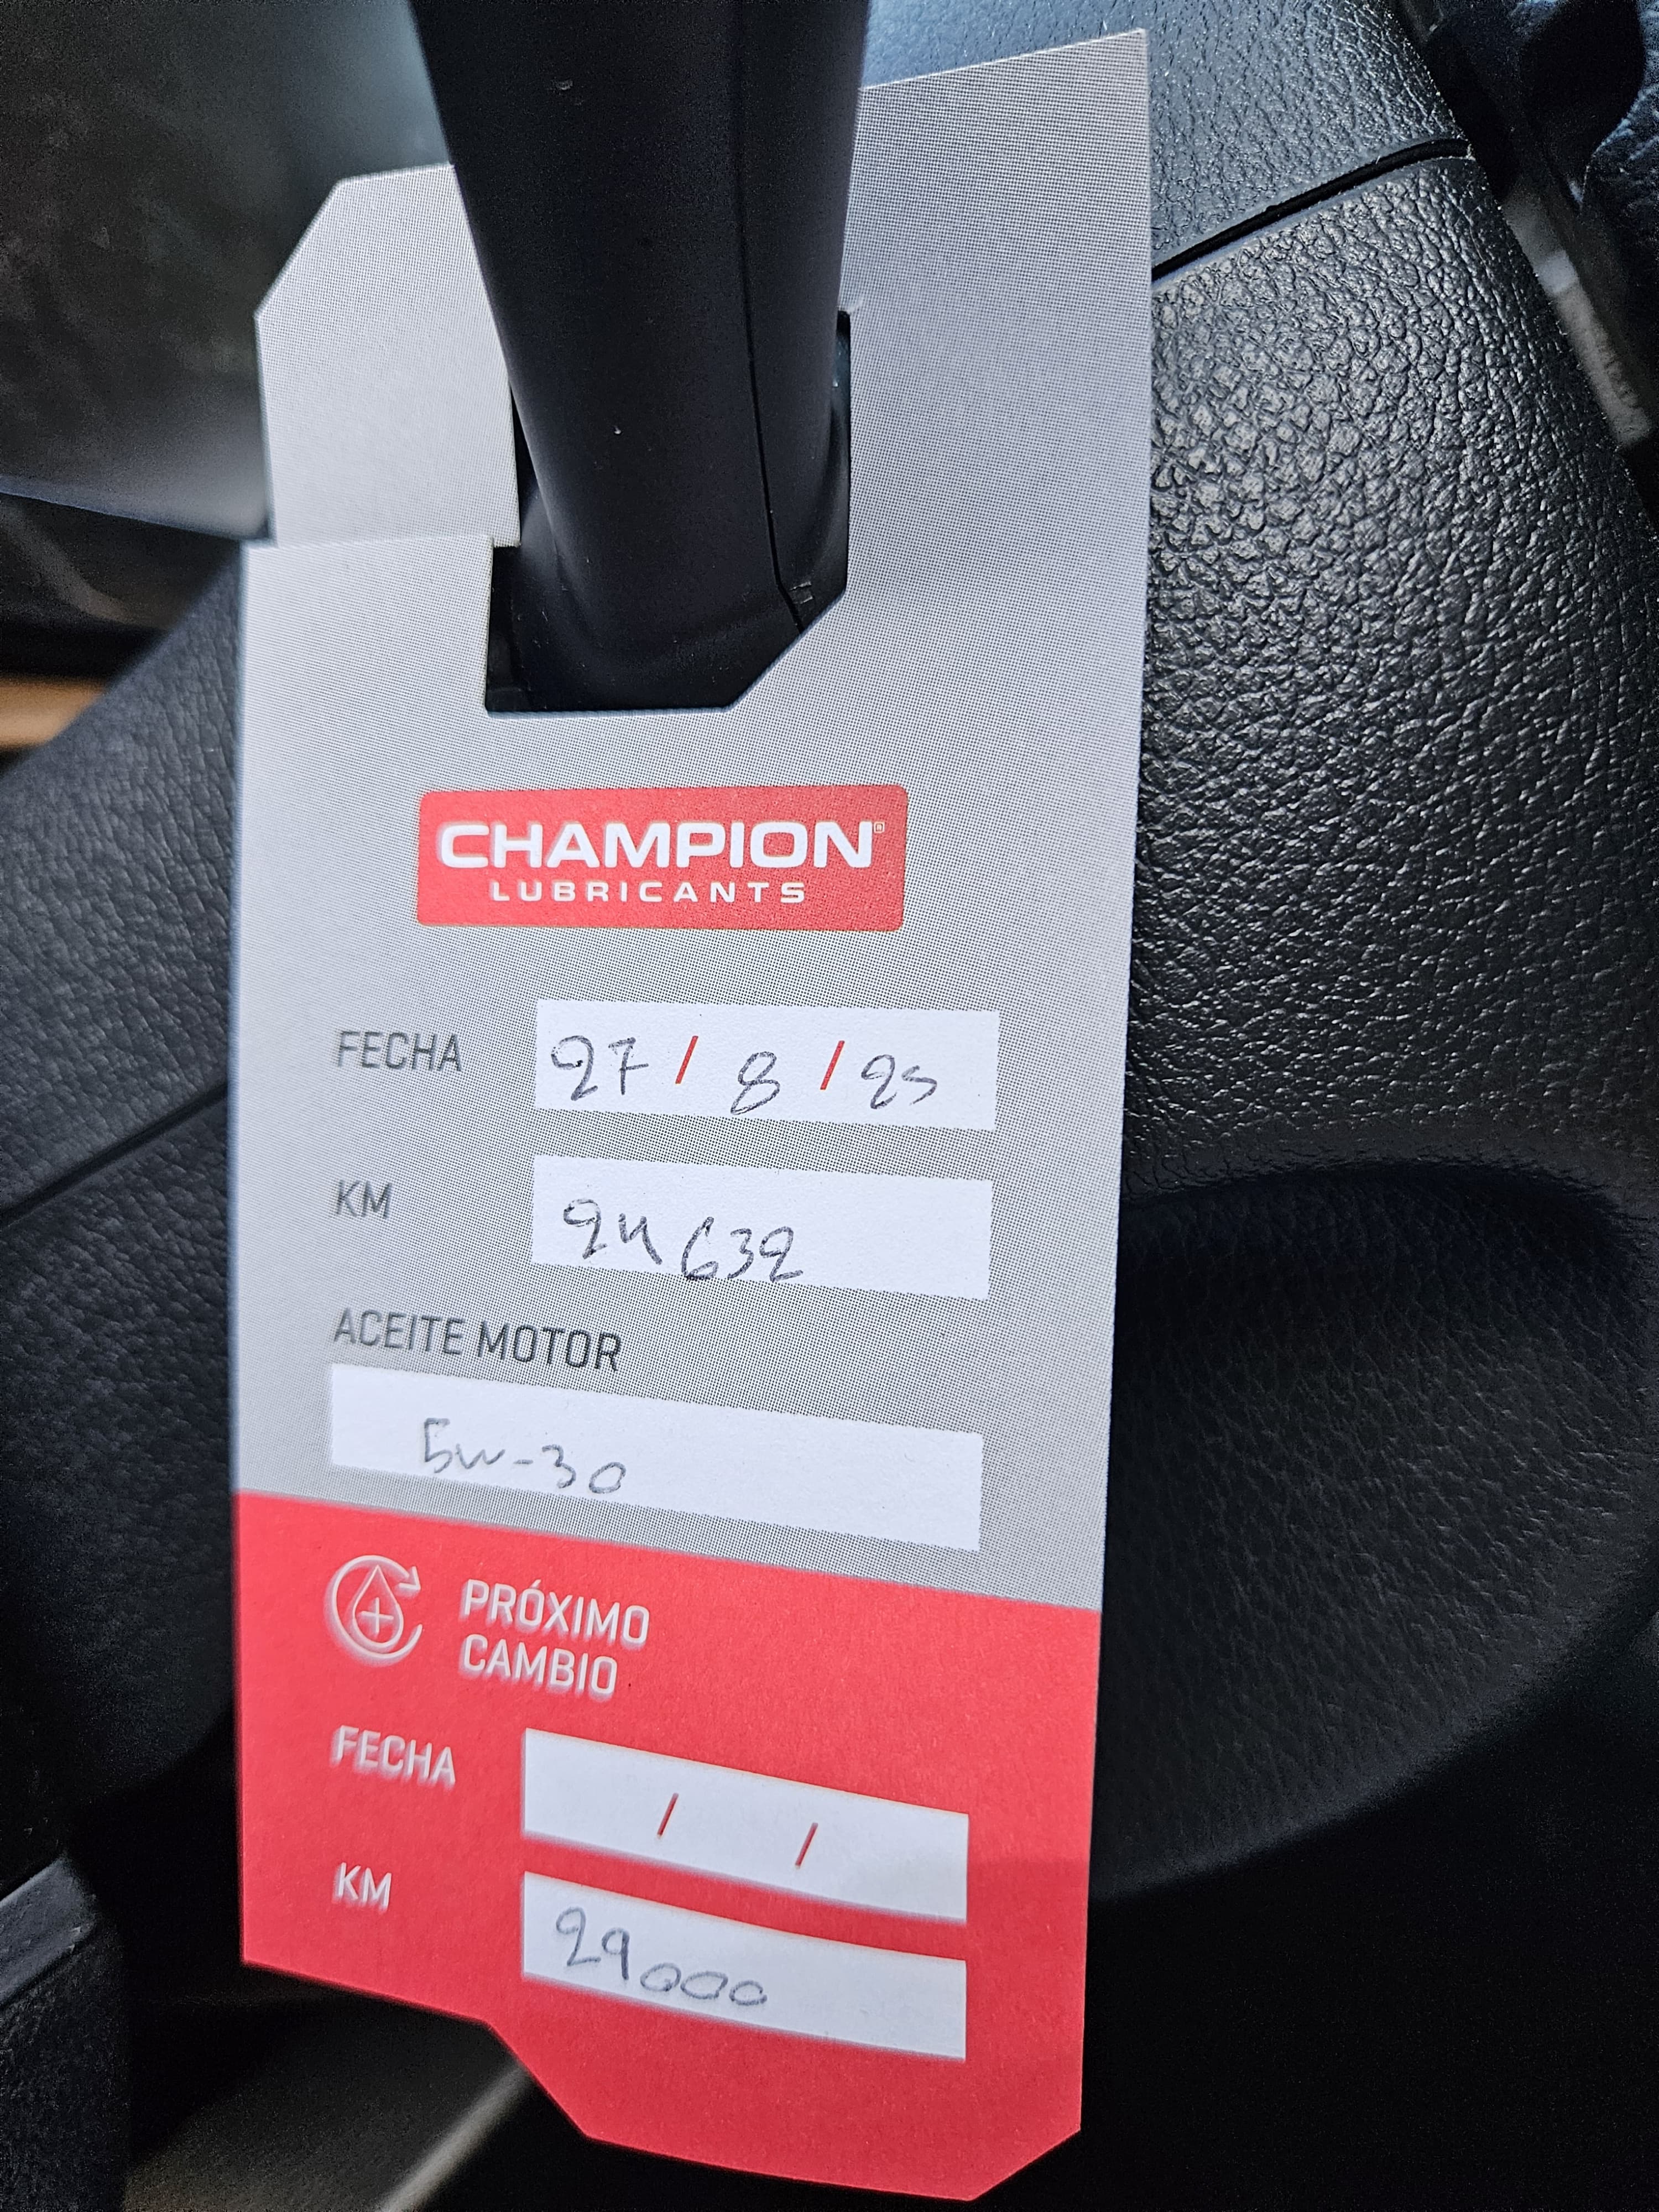 CHAMPION®
LUBRICANTS
FECHA 27 / 8 / 25
KM 24632
ACEITE MOTOR
5w-30
PRÓXIMO
CAMBIO
FECHA / /
KM 29000